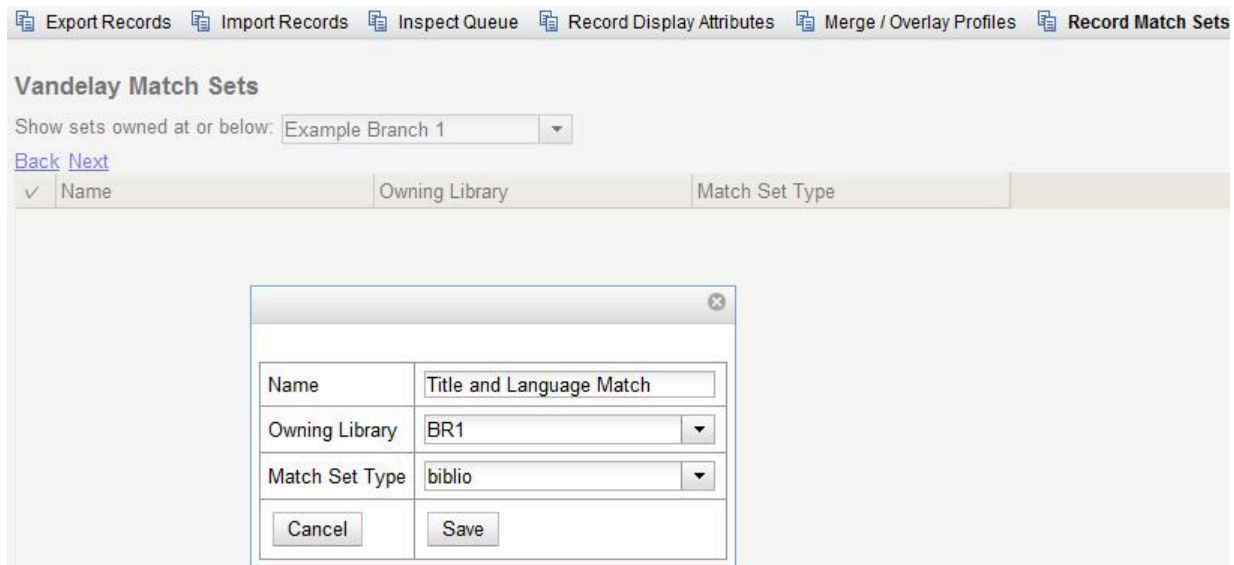 Export Records Import Records Inspect Queue Record Display Attributes Merge / Overlay Profiles Record Match Sets
Vandelay Match Sets
Show sets owned at or below: Example Branch 1
Back Next
✓ Name Owning Library Match Set Type
Name Title and Language Match
Owning Library BR1
Match Set Type biblio
Cancel Save